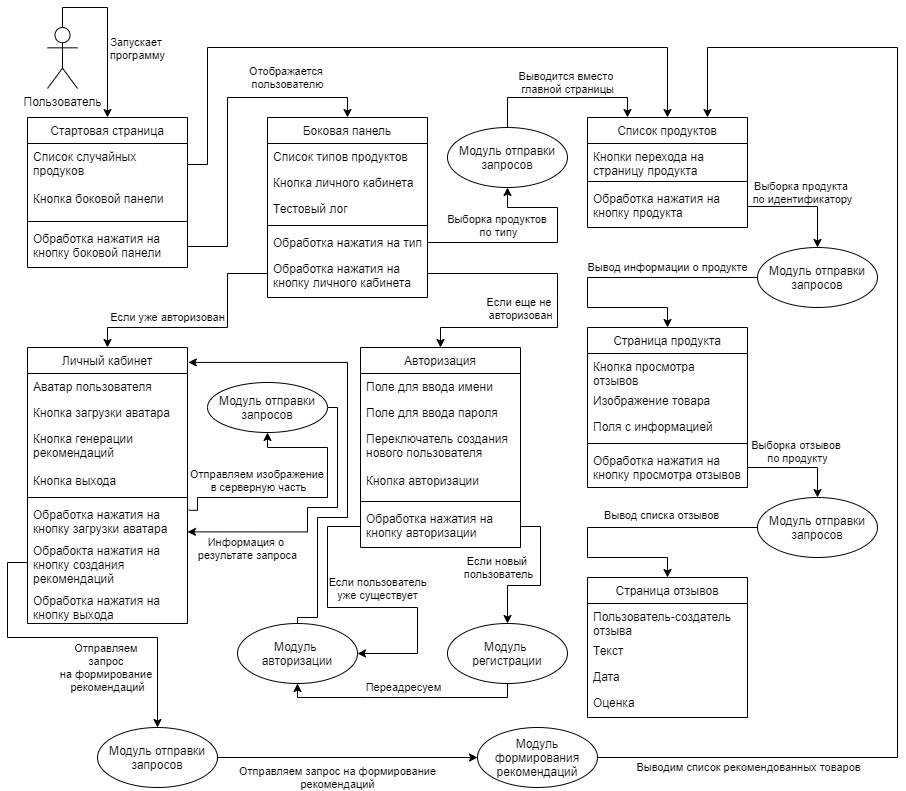 Запускает
программу
Пользователь
Отображается
пользователю
Выводится вместо
главной страницы
Стартовая страница
Список случайных
продуков
Кнопка боковой панели
Обработка нажатия на
кнопку боковой панели
Боковая панель
Список типов продуктов
Кнопка личного кабинета
Тестовый лог
Обработка нажатия на тип
Обработка нажатия на
кнопку личного кабинета
Модуль отправки
запросов
Выборка продуктов
по типу
Список продуктов
Кнопки перехода на
страницу продукта
Обработка нажатия на
кнопку продукта
Выборка продукта
по идентификатору
Модуль отправки
запросов
Вывод информации о продукте
Если уже авторизован
Если еще не
авторизован
Личный кабинет
Аватар пользователя
Кнопка загрузки аватара
Кнопка генерации
рекомендаций
Кнопка выхода
Обработка нажатия на
кнопку загрузки аватара
Обрабокта нажатия на
кнопку создания
рекомендаций
Обработка нажатия на
кнопку выхода
Модуль отправки
запросов
Отправляем изображение
в серверную часть
Информация о
результате запроса
Авторизация
Поле для ввода имени
Поле для ввода пароля
Переключатель создания
нового пользователя
Кнопка авторизации
Обработка нажатия на
кнопку авторизации
Страница продукта
Кнопка просмотра
отзывов
Изображение товара
Поля с информацией
Обработка нажатия на
кнопку просмотра отзывов
Выборка отзывов
по продукту
Модуль отправки
запросов
Вывод списка отзывов
Если пользователь
уже существует
Если новый
пользователь
Страница отзывов
Пользователь-создатель
отзыва
Текст
Дата
Оценка
Модуль
авторизации
Модуль
регистрации
Переадресуем
Отправляем
запрос
на формирование
рекомендаций
Модуль отправки
запросов
Отправляем запрос на формирование
рекомендаций
Модуль
формирования
рекомендаций
Выводим список рекомендованных товаров